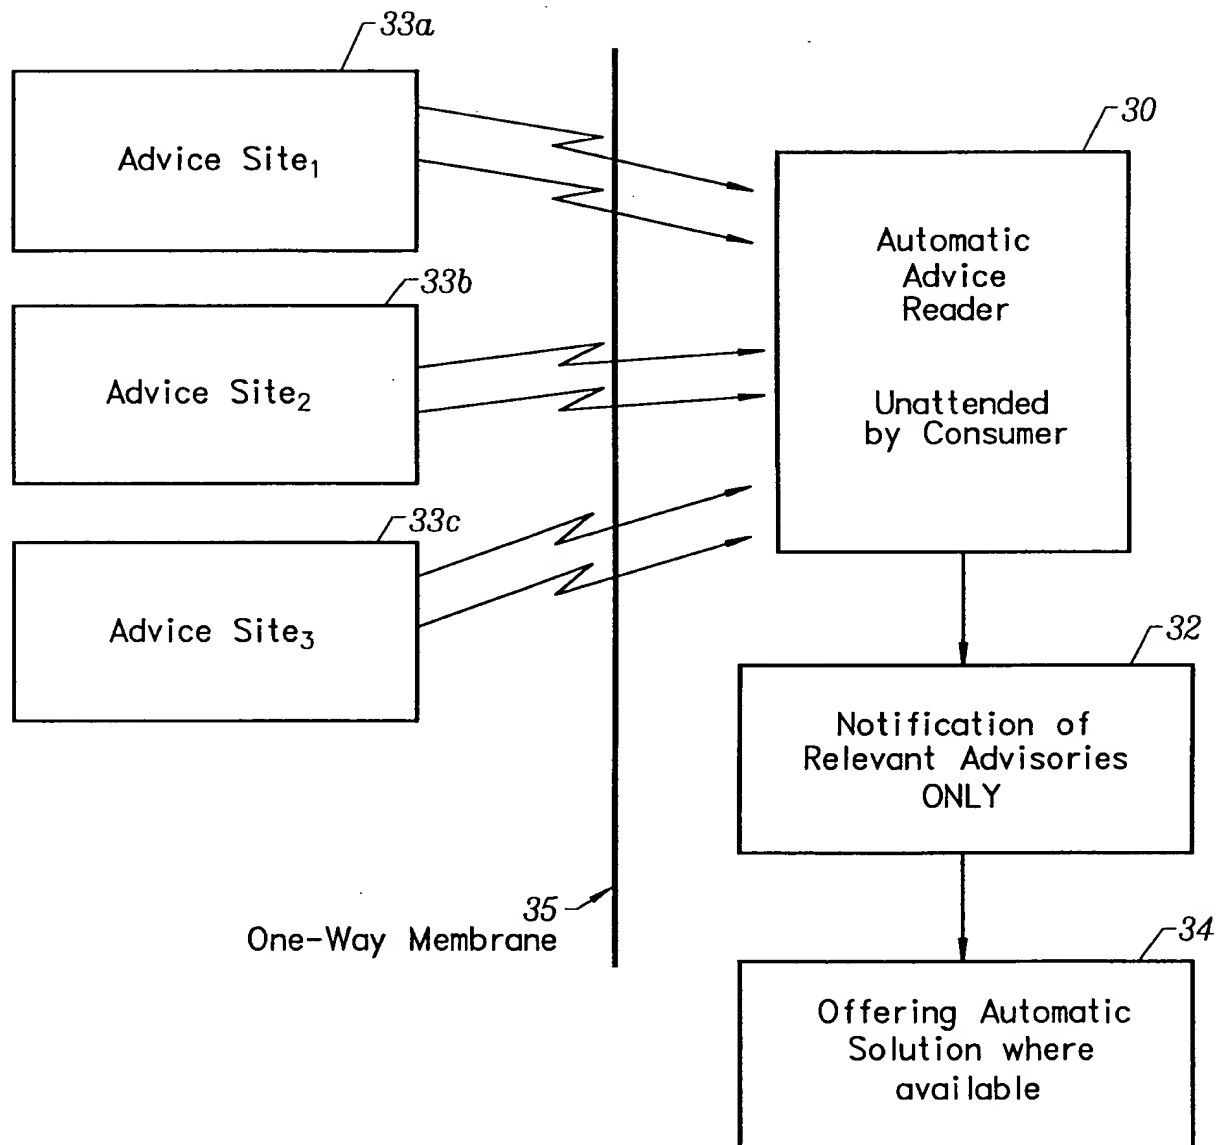 33a
Advice Site₁
33b
Advice Site₂
33c
Advice Site₃
35
One-Way Membrane
30
Automatic
Advice
Reader
Unattended
by Consumer
32
Notification of
Relevant Advisories
ONLY
34
Offering Automatic
Solution where
available